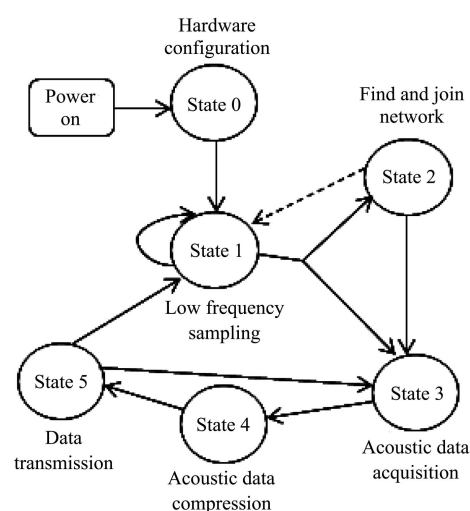 Hardware
configuration
Power
on
State 0
Find and join
network
State 2
State 1
Low frequency
sampling
State 5
Data
transmission
State 4
Acoustic data
compression
State 3
Acoustic data
acquisition